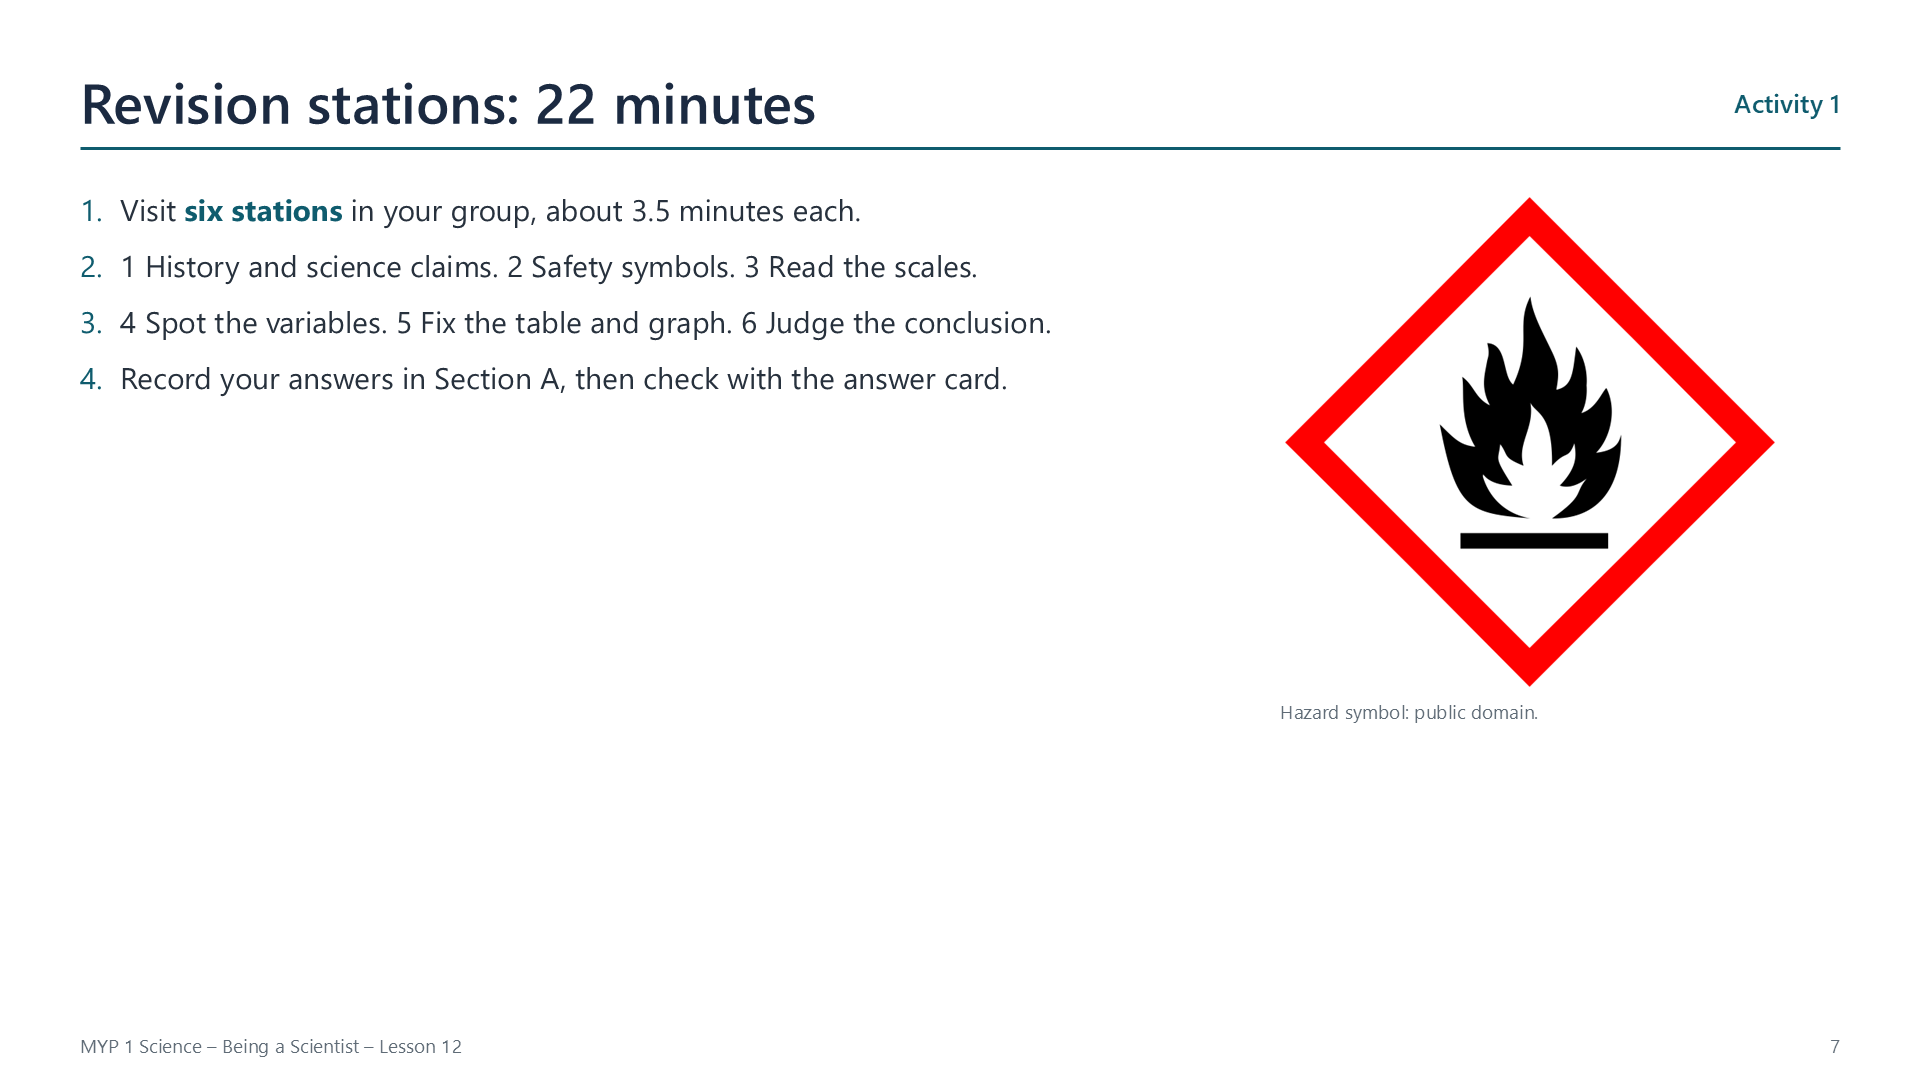 Revision stations: 22 minutes
Activity 1
1. Visit six stations in your group, about 3.5 minutes each.
2. 1 History and science claims. 2 Safety symbols. 3 Read the scales.
3. 4 Spot the variables. 5 Fix the table and graph. 6 Judge the conclusion.
4. Record your answers in Section A, then check with the answer card.
Hazard symbol: public domain.
MYP 1 Science – Being a Scientist – Lesson 12
7